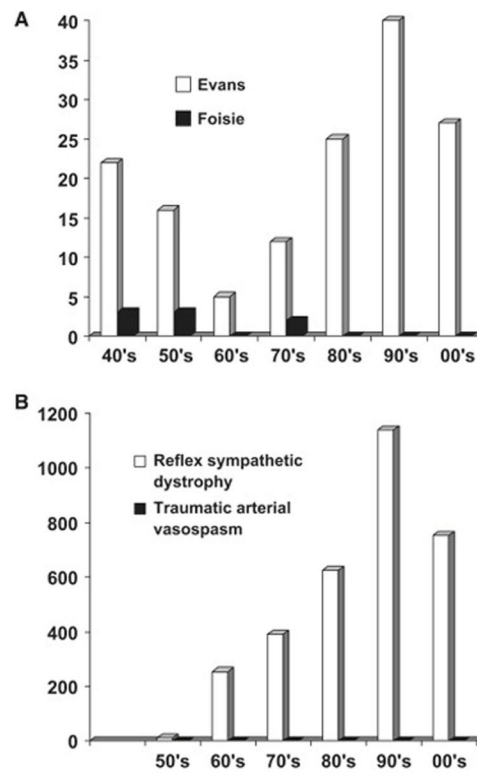 A
40
35
30
25
20
15
10
5
0
Evans
Foisie
40's 50's 60's 70's 80's 90's 00's
B
1200
1000
800
600
400
200
0
Reflex sympathetic
dystrophy
Traumatic arterial
vasospasm
50's 60's 70's 80's 90's 00's